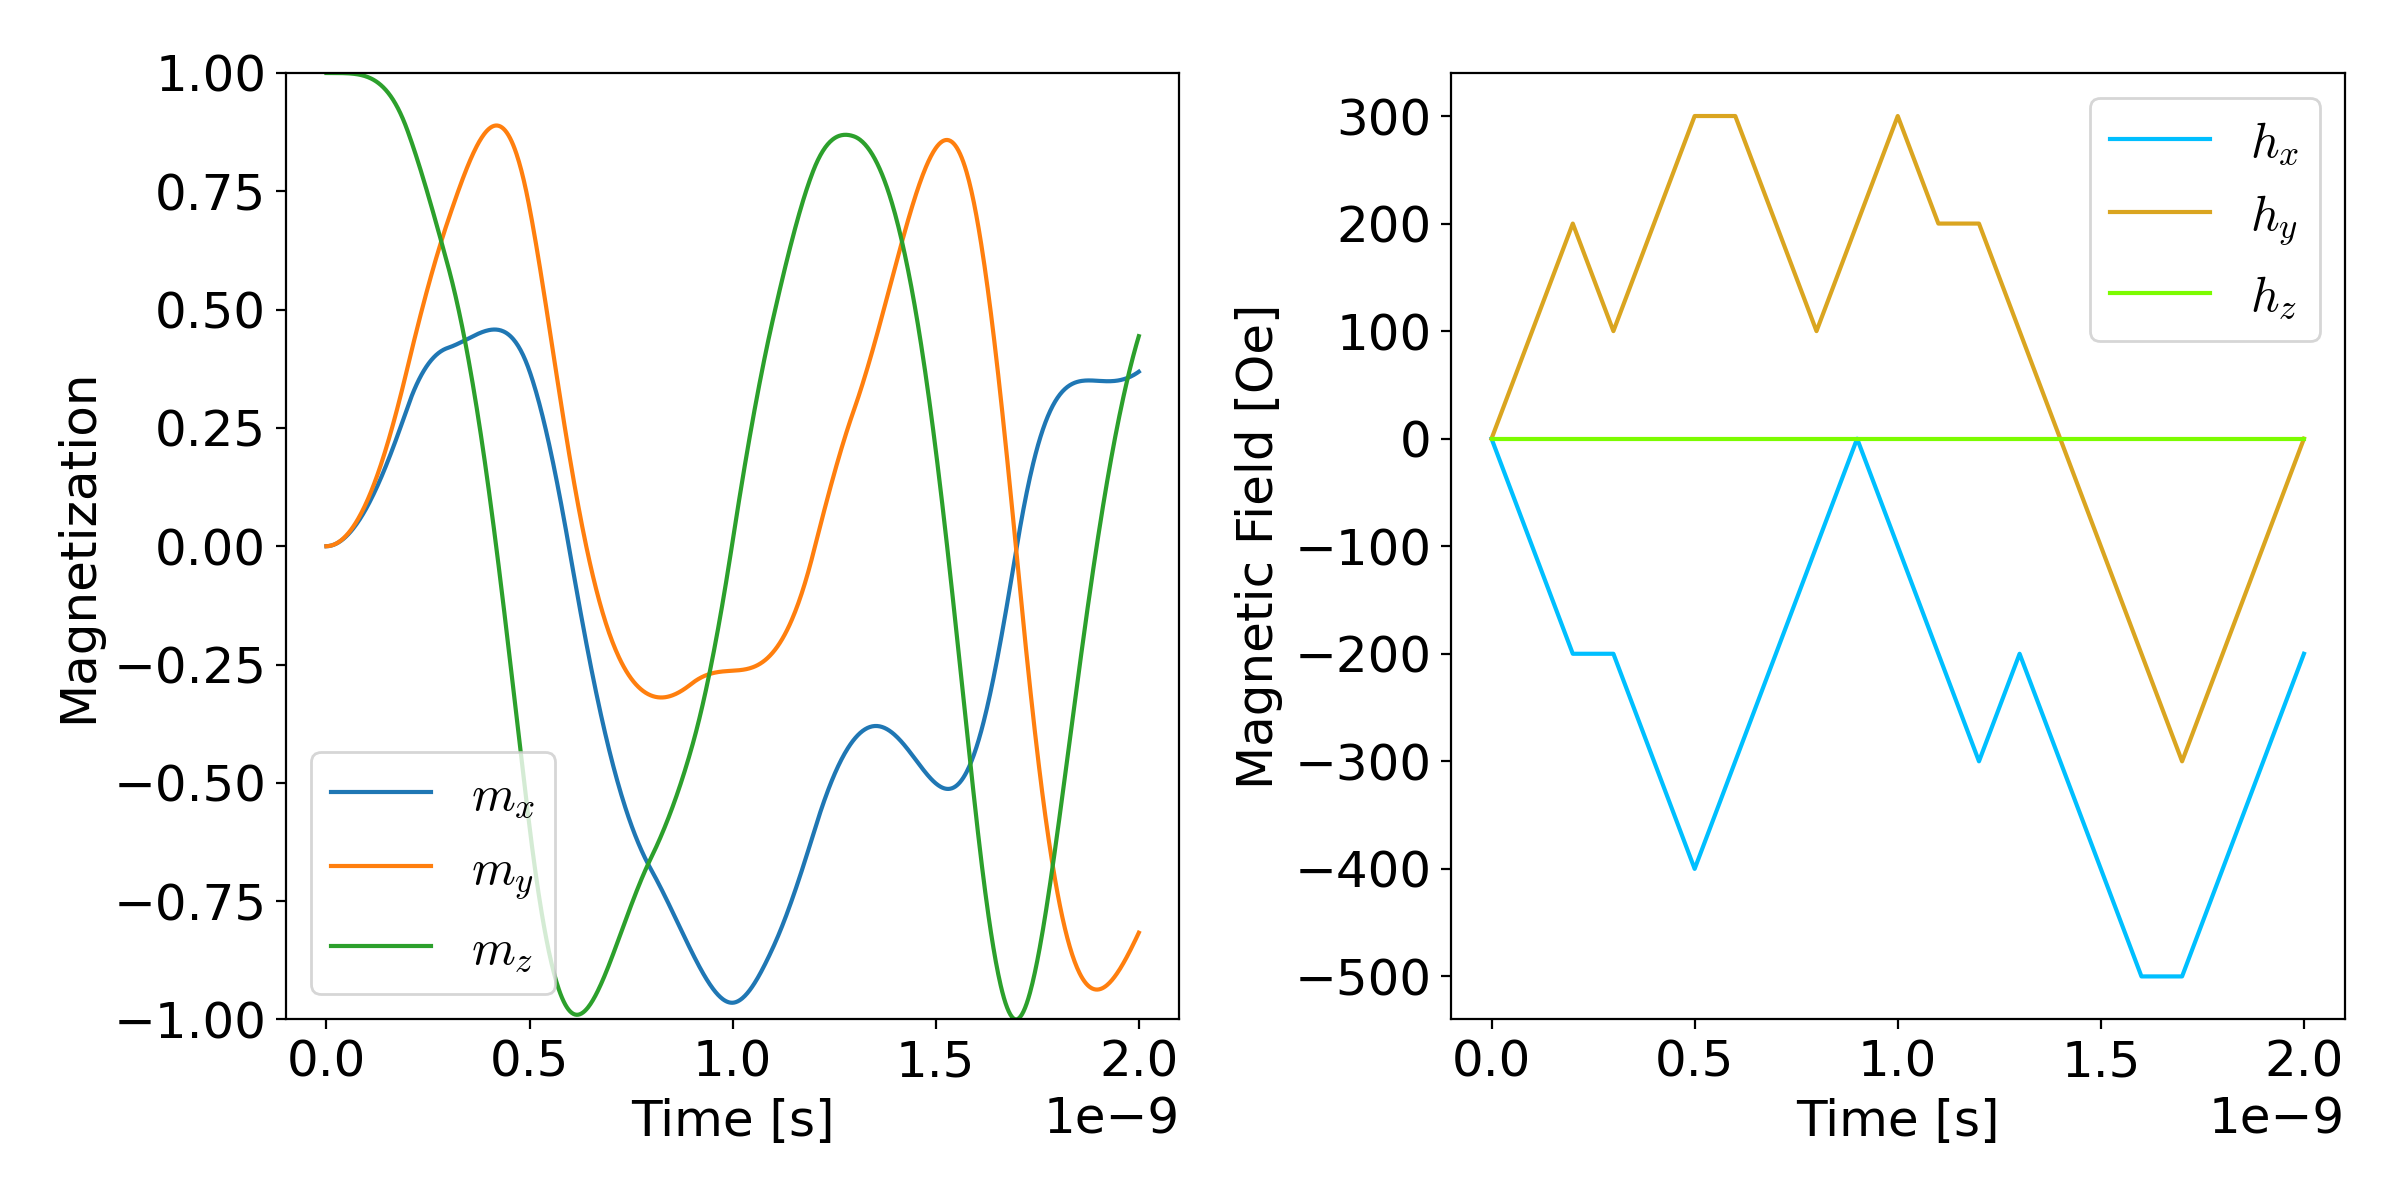 1.00
0.75
0.50
0.25
0.00
−0.25
−0.50
−0.75
−1.00
Magnetization
m_x
m_y
m_z
0.0 0.5 1.0 1.5 2.0
Time [s]
1e−9
300
200
100
0
−100
−200
−300
−400
−500
Magnetic Field [Oe]
h_x
h_y
h_z
0.0 0.5 1.0 1.5 2.0
Time [s]
1e−9